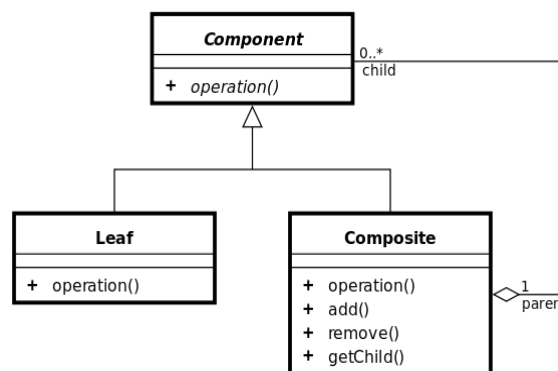 Component
+ operation()
0..*
child
Leaf
+ operation()
Composite
+ operation()
+ add()
+ remove()
+ getChild()
1